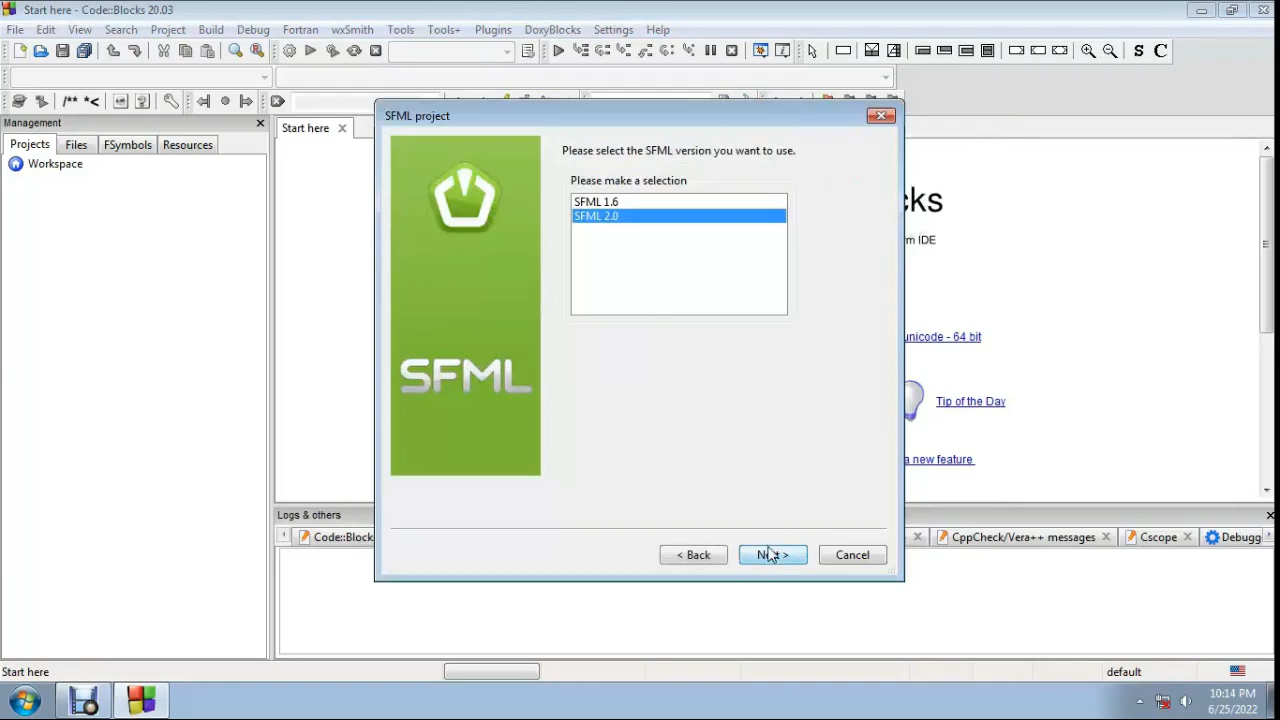 Start here - Code::Blocks 20.03
File Edit View Search Project Build Debug Fortran wxSmith Tools Tools+ Plugins DoxyBlocks Settings Help
S C
/** *<
Management
Projects Files FSymbols Resources
Workspace
Start here
SFML project
Please select the SFML version you want to use.
Please make a selection
SFML 1.6
SFML 2.0
SFML
< Back Next > Cancel
cks
rm IDE
unicode - 64 bit
Tip of the Day
a new feature
Logs & others
Code::Block CppCheck/Vera++ messages Cscope Debugg
Start here default
10:14 PM
6/25/2022